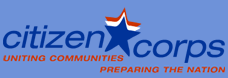 citizen corps
UNITING COMMUNITIES
PREPARING THE NATION